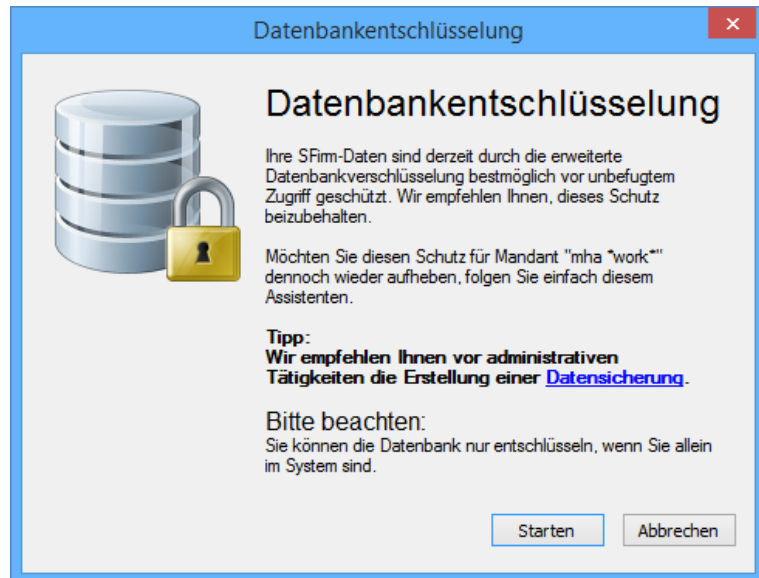 Datenbankentschlüsselung
Datenbankentschlüsselung
Ihre SFirm-Daten sind derzeit durch die erweiterte
Datenbankverschlüsselung bestmöglich vor unbefugtem
Zugriff geschützt. Wir empfehlen Ihnen, dieses Schutz
beizubehalten.
Möchten Sie diesen Schutz für Mandant "mha *work*"
dennoch wieder aufheben, folgen Sie einfach diesem
Assistenten.
Tipp:
Wir empfehlen Ihnen vor administrativen
Tätigkeiten die Erstellung einer Datensicherung.
Bitte beachten:
Sie können die Datenbank nur entschlüsseln, wenn Sie allein
im System sind.
Starten Abbrechen